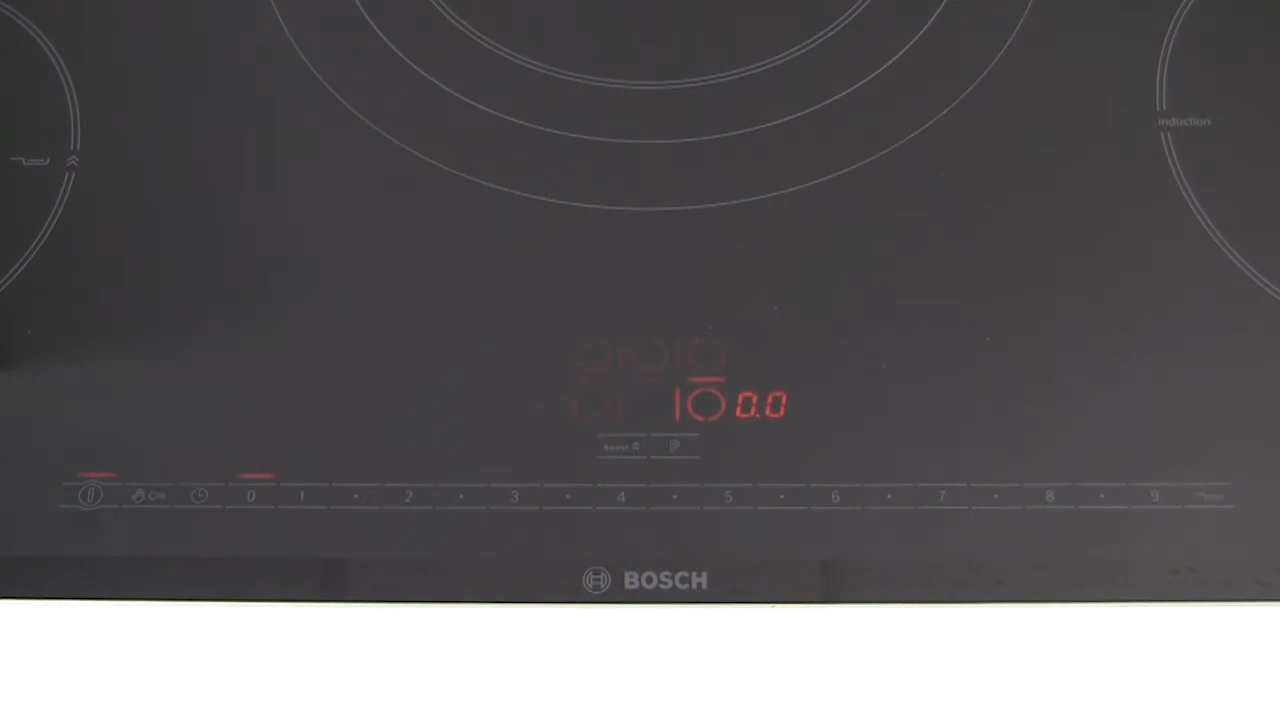 induction
0.0
boost P
0 1 · 2 · 3 · 4 · 5 · 6 · 7 · 8 · 9
BOSCH